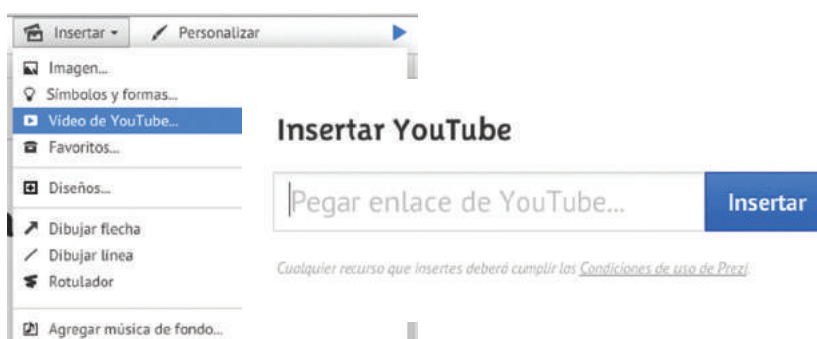 Insertar
Personalizar
Imagen...
Símbolos y formas...
Vídeo de YouTube...
Favoritos...
Diseños...
Dibujar flecha
Dibujar línea
Rotulador
Agregar música de fondo...
Insertar YouTube
Pegar enlace de YouTube...
Insertar
Cualquier recurso que insertes deberá cumplir las Condiciones de uso de Prezi.